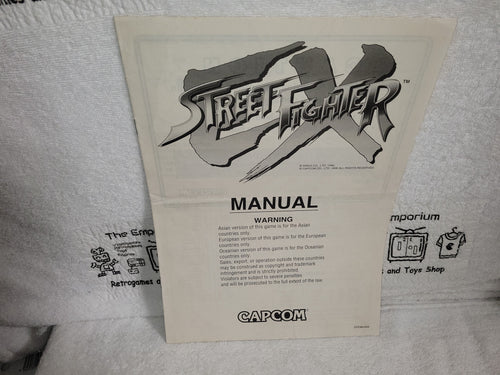 STREET FIGHTER EX
TM
MANUAL
WARNING
Asian version of this game is for the Asian
countries only.
European version of this game is for the European
countries only.
Oceanian version of this game is for the Oceanian
countries only.
Sales, export, or operation outside these countries
may be construed as copyright and trademark
infringement and is strictly prohibited.
Violators are subject to severe penalties
and will be prosecuted to the full extent of the law.
CAPCOM
The Emp
Retrogames a
mporium
s and Toys Shop